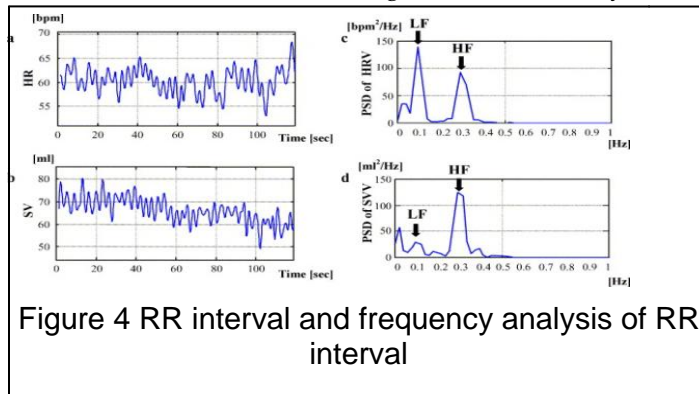 a
[bpm]
70
65
60
55
HR
0 20 40 60 80 100
Time [sec]
c
[bpm²/Hz]
LF
HF
150
100
50
0
PSD of HRV
0 0.1 0.2 0.3 0.4 0.5 0.6 0.7 0.8 0.9 1
[Hz]
b
[ml]
80
70
60
50
SV
0 20 40 60 80 100
Time [sec]
d
[ml²/Hz]
HF
LF
150
100
50
0
PSD of SVV
0 0.1 0.2 0.3 0.4 0.5 0.6 0.7 0.8 0.9 1
[Hz]
Figure 4 RR interval and frequency analysis of RR
interval